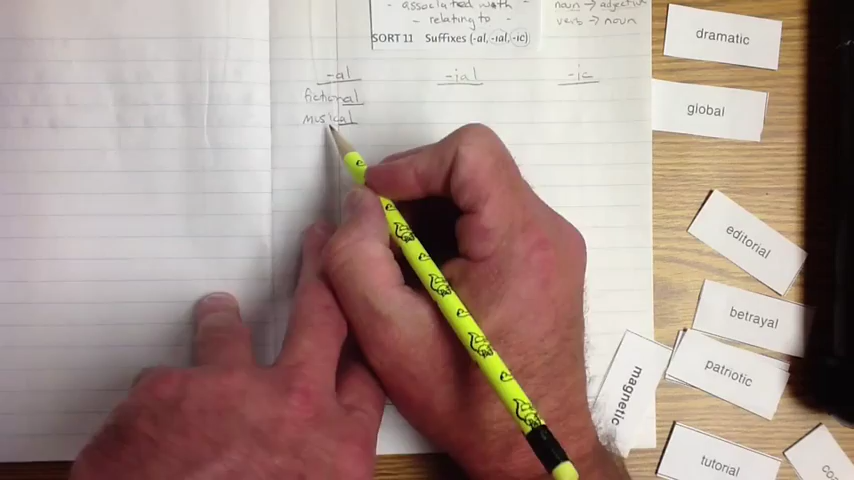 associated with
- relating to -
SORT 11 Suffixes (-al, -ial, -ic)
noun → adjective
verb → noun
-al
-ial
-ic
fictional
musical
dramatic
global
editorial
betrayal
patriotic
magnetic
tutorial